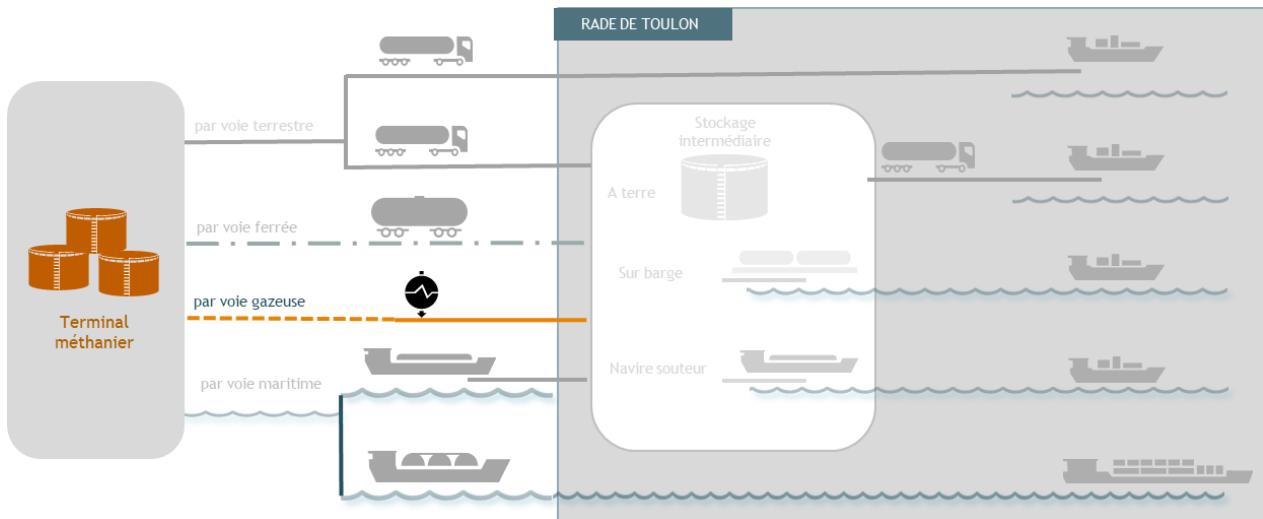 RADE DE TOULON
par voie terrestre
Stockage
intermédiaire
A terre
par voie ferrée
Sur barge
par voie gazeuse
Terminal
méthanier
Navire souteur
par voie maritime